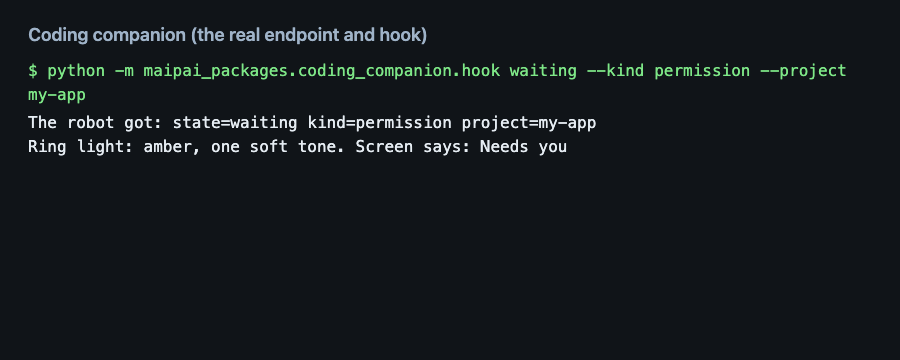 Coding companion (the real endpoint and hook)
$ python -m maipai_packages.coding_companion.hook waiting --kind permission --project
my-app
The robot got: state=waiting kind=permission project=my-app
Ring light: amber, one soft tone. Screen says: Needs you